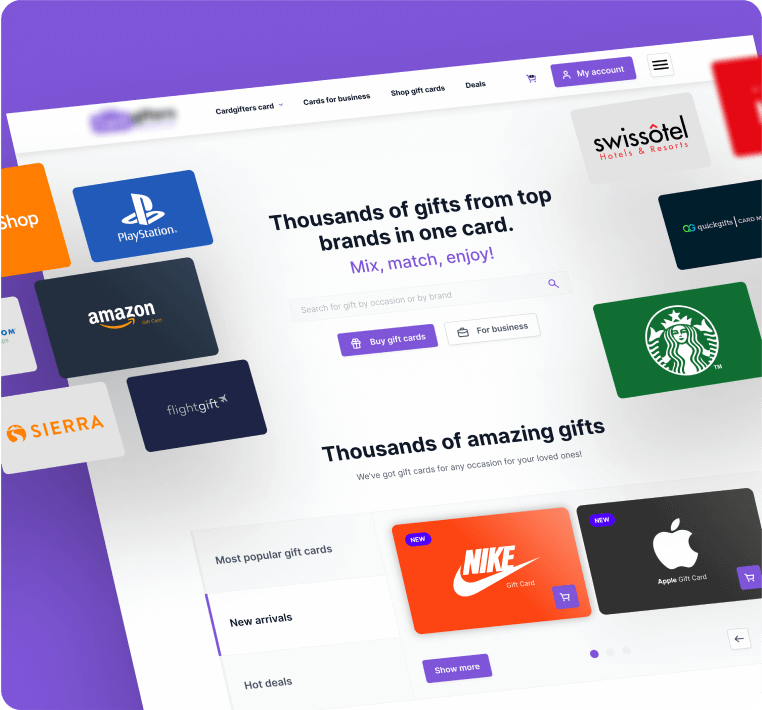 gifters
Cardgifters card
Cards for business
Shop gift cards
Deals
My account
swissôtel
Hotels & Resorts
Shop
PlayStation®
quickgifts | CARD M
Thousands of gifts from top
brands in one card.
Mix, match, enjoy!
amazon
Gift Card
Search for gift by occasion or by brand
Buy gift cards
For business
TM
SIERRA
flightgift
Thousands of amazing gifts
We've got gift cards for any occasion for your loved ones!
Most popular gift cards
New arrivals
Hot deals
NEW
NIKE
Gift Card
NEW
Apple Gift Card
Show more